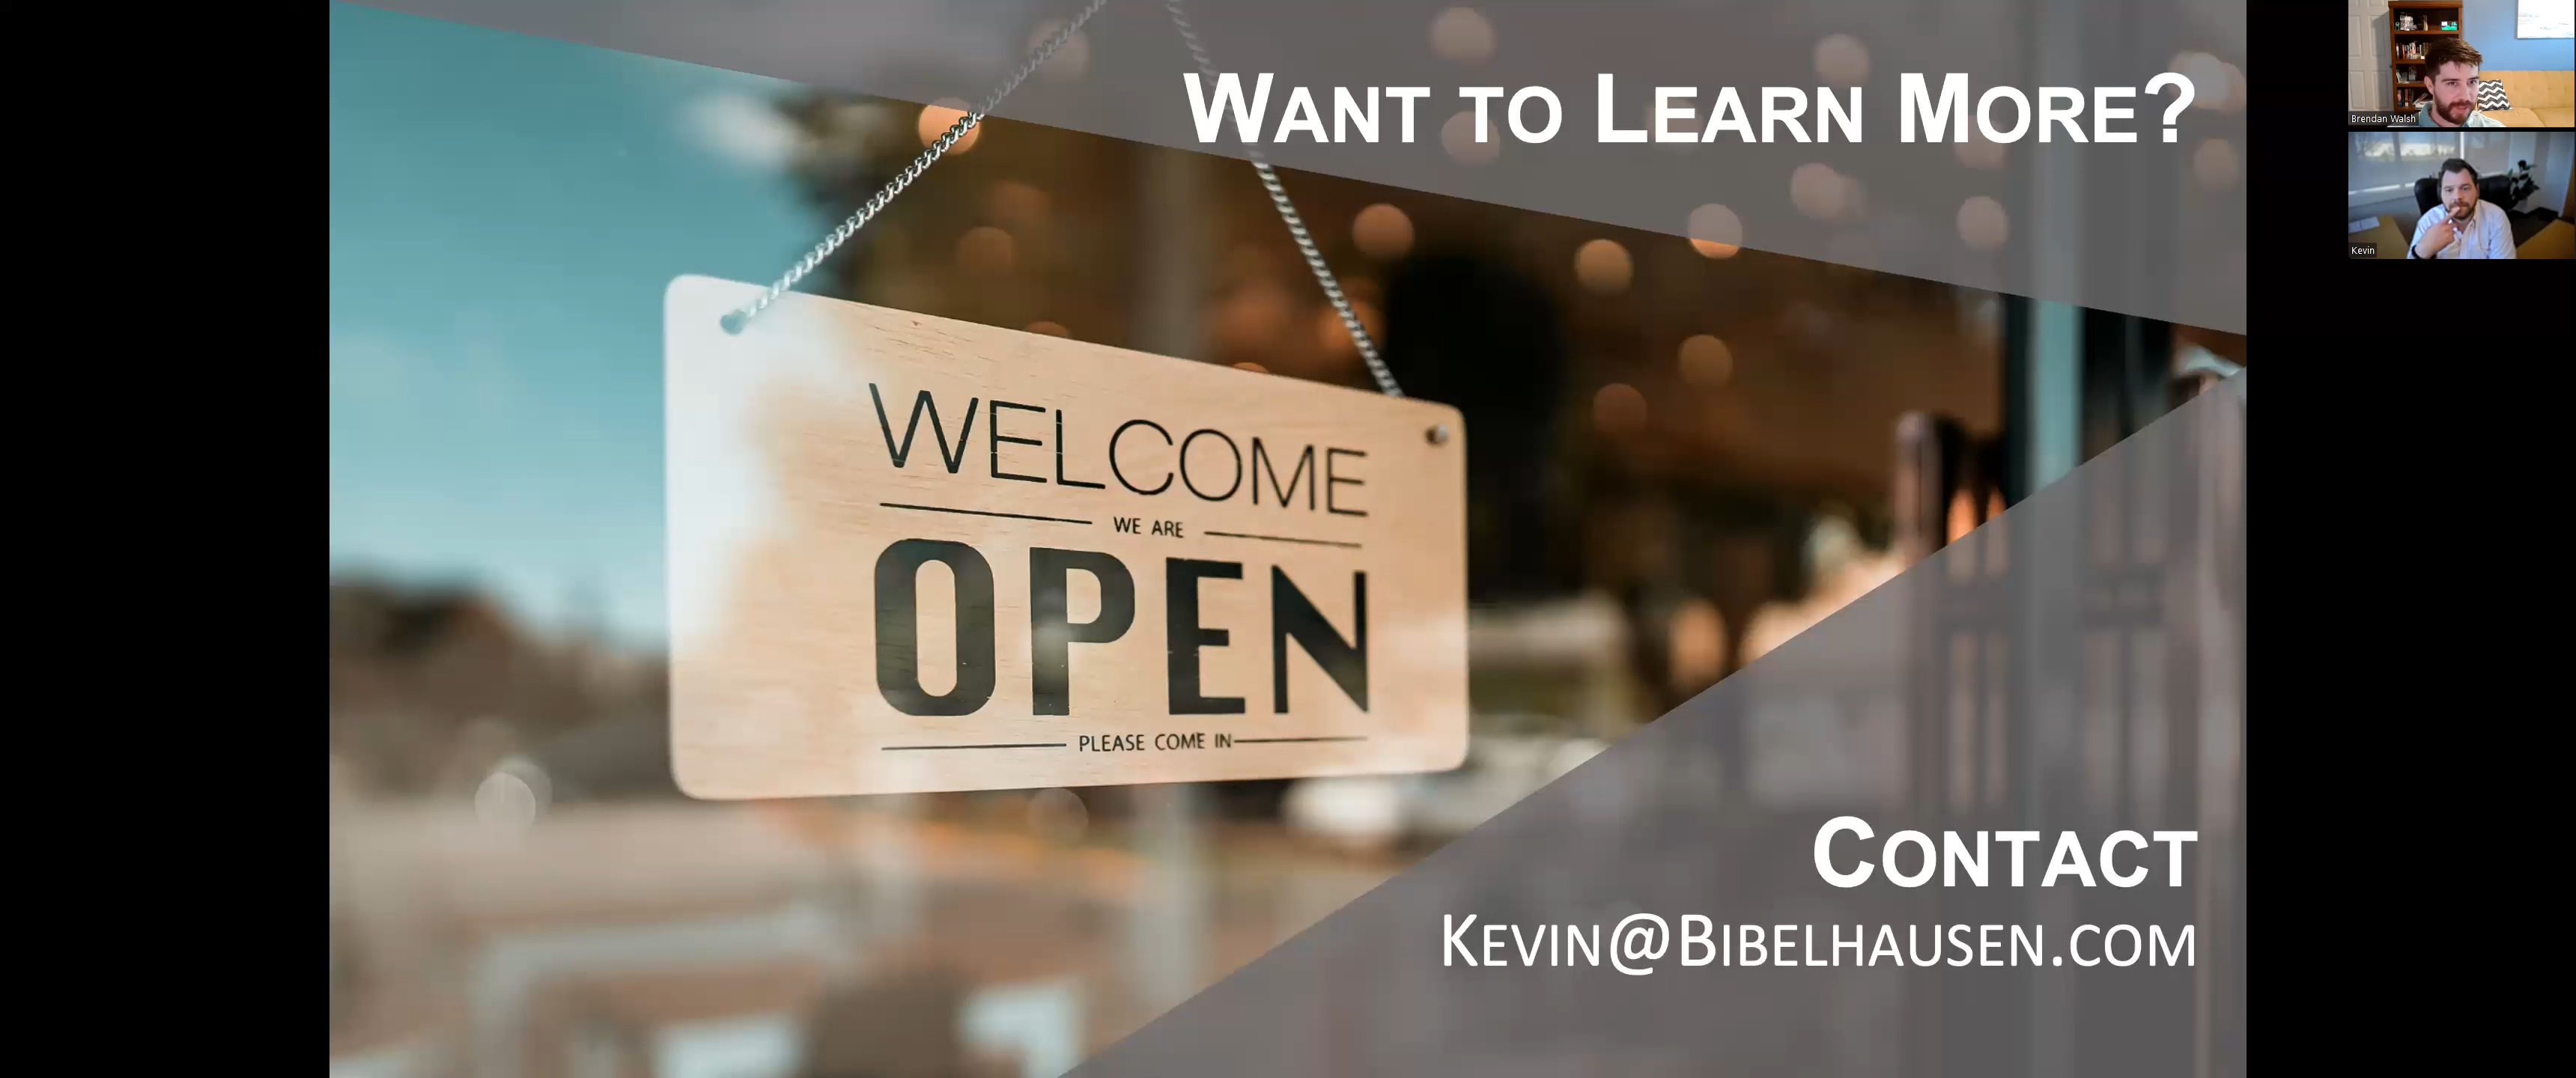 WANT TO LEARN MORE?
WELCOME
WE ARE
OPEN
PLEASE COME IN
CONTACT
KEVIN@BIBELHAUSEN.COM
Brendan Walsh
Kevin